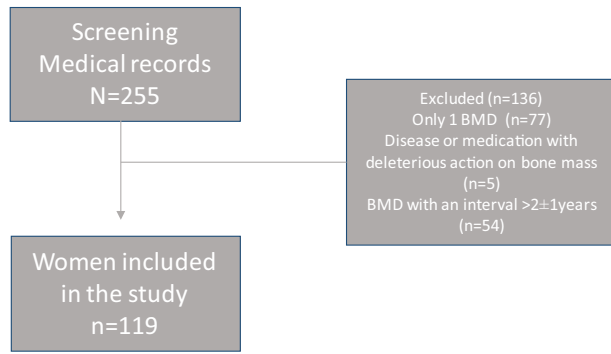 Screening
Medical records
N=255
Excluded (n=136)
Only 1 BMD (n=77)
Disease or medication with
deleterious action on bone mass
(n=5)
BMD with an interval >2±1years
(n=54)
Women included
in the study
n=119